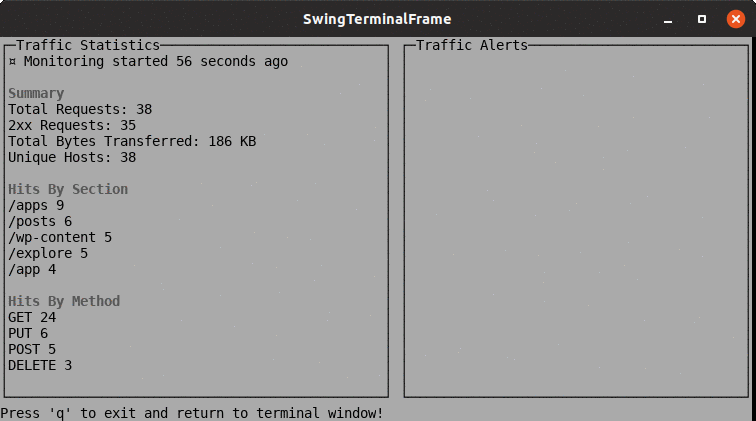 SwingTerminalFrame
Traffic Statistics
¤ Monitoring started 56 seconds ago
Summary
Total Requests: 38
2xx Requests: 35
Total Bytes Transferred: 186 KB
Unique Hosts: 38
Hits By Section
/apps 9
/posts 6
/wp-content 5
/explore 5
/app 4
Hits By Method
GET 24
PUT 6
POST 5
DELETE 3
Traffic Alerts
Press 'q' to exit and return to terminal window!